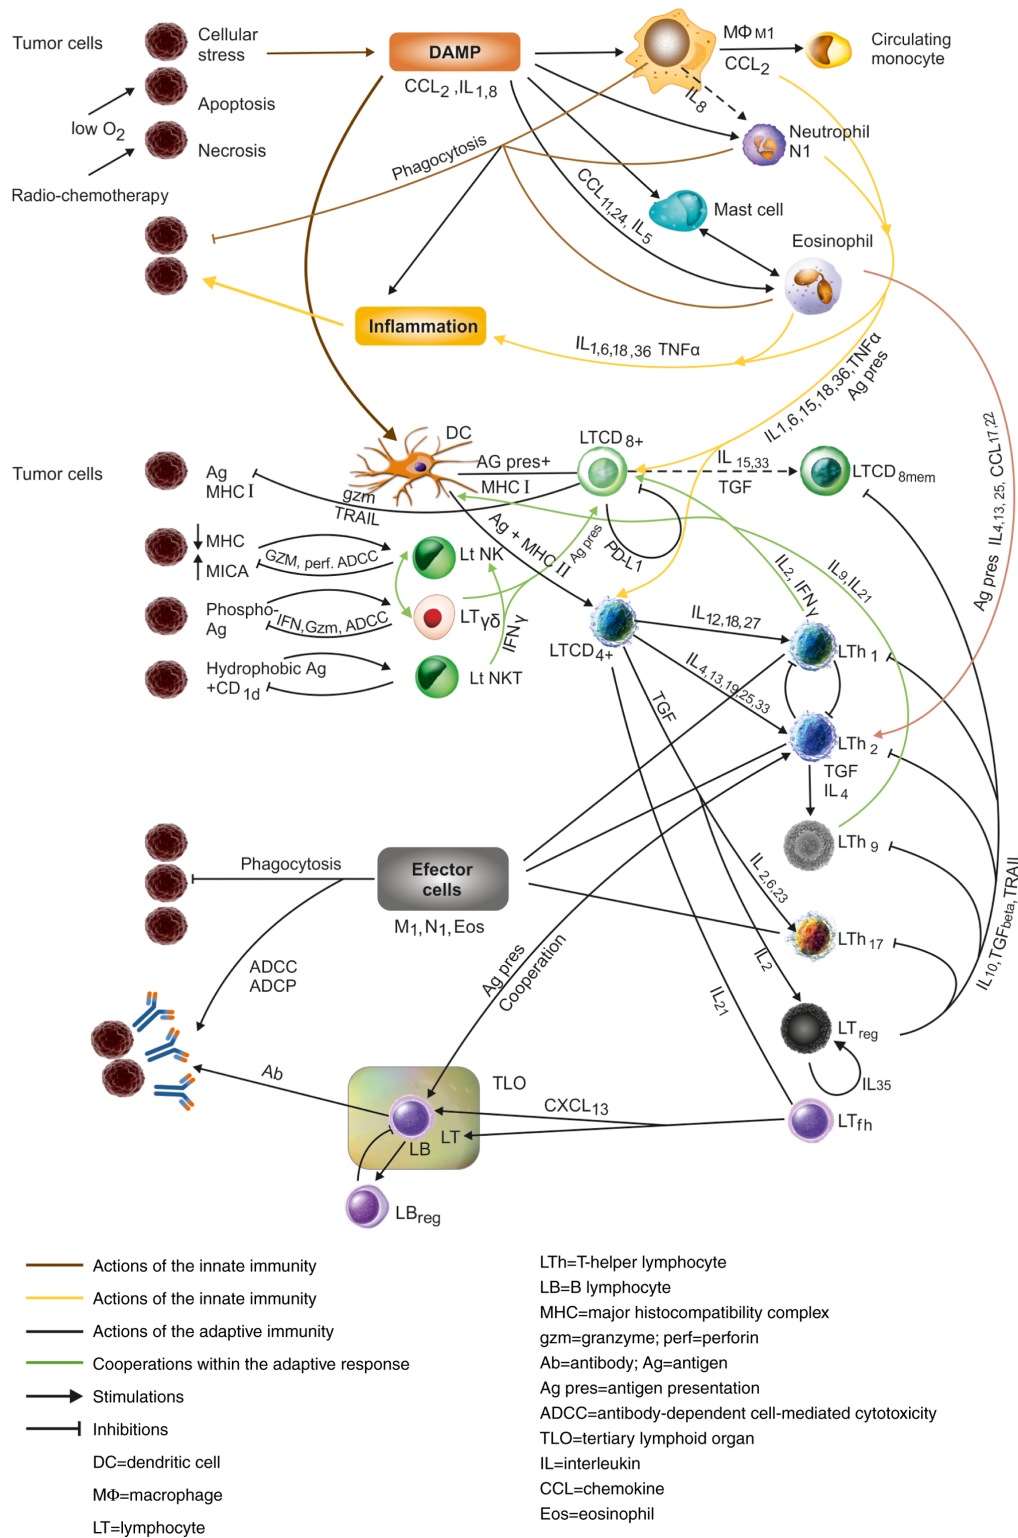 Tumor cells
Cellular
stress
DAMP
CCL2 ,IL1,8
MΦ M1
CCL2
Circulating
monocyte
Apoptosis
low O2
IL8
Neutrophil
N1
Necrosis
Phagocytosis
Radio-chemotherapy
CCL11,24, IL5
Mast cell
Eosinophil
Inflammation
IL1,6,18,36 TNFα
IL1,6,15,18,36,TNFα
Ag pres
Ag pres IL4,13, 25, CCL17,22
Tumor cells
DC
LTCD8+
Ag
MHC I
AG pres+
MHC I
IL 15,33
TGF
LTCD8mem
gzm
TRAIL
Ag + MHC II
Ag pres
PD-L1
MHC
MICA
GZM, perf. ADCC
Lt NK
IL2, IFNγ
IL9,IL21
Phospho-
Ag
IFN,Gzm, ADCC
LTγδ
IFNγ
LTCD4+
IL12,18,27
LTh 1
Hydrophobic Ag
+CD 1d
Lt NKT
IL4,13,19,25,33
TGF
LTh 2
TGF
IL 4
LTh 9
Phagocytosis
Efector
cells
M1, N1, Eos
IL 2,6,23
LTh 17
IL10,TGFbeta,TRAIL
ADCC
ADCP
Ag pres
Cooperation
IL2
IL21
LT reg
IL35
Ab
TLO
CXCL13
LT
LB
LTfh
LBreg
Actions of the innate immunity
Actions of the innate immunity
Actions of the adaptive immunity
Cooperations within the adaptive response
Stimulations
Inhibitions
DC=dendritic cell
MΦ=macrophage
LT=lymphocyte
LTh=T-helper lymphocyte
LB=B lymphocyte
MHC=major histocompatibility complex
gzm=granzyme; perf=perforin
Ab=antibody; Ag=antigen
Ag pres=antigen presentation
ADCC=antibody-dependent cell-mediated cytotoxicity
TLO=tertiary lymphoid organ
IL=interleukin
CCL=chemokine
Eos=eosinophil